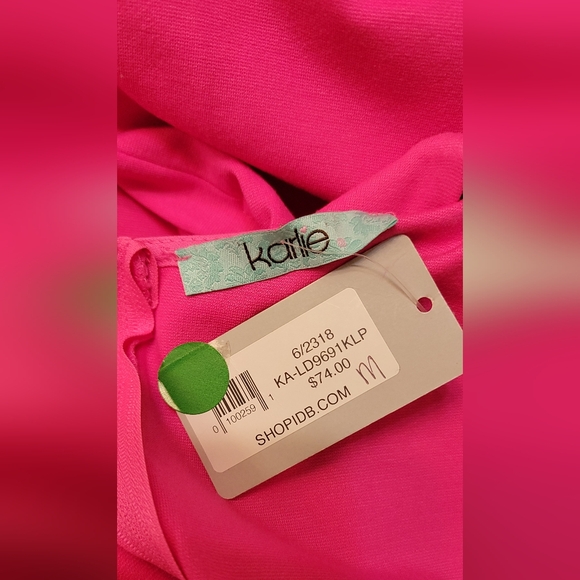 karlie
6/2318
KA-LD9691KLP
$74.00
M
0 100259 1
SHOPIDB.COM